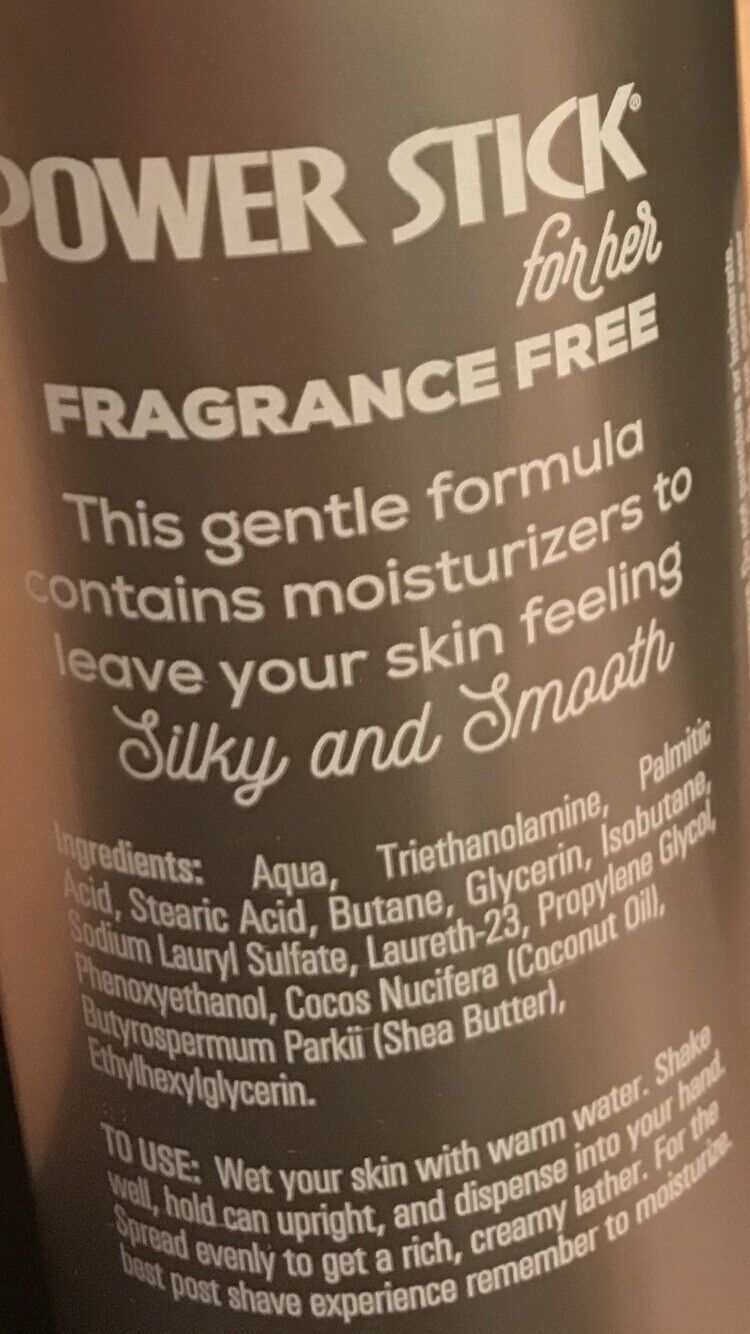 POWER STICK®
for her
FRAGRANCE FREE
This gentle formula
contains moisturizers to
leave your skin feeling
Silky and Smooth
Ingredients: Aqua, Triethanolamine, Palmitic
Acid, Stearic Acid, Butane, Glycerin, Isobutane,
Sodium Lauryl Sulfate, Laureth-23, Propylene Glycol,
Phenoxyethanol, Cocos Nucifera (Coconut Oil),
Butyrospermum Parkii (Shea Butter),
Ethylhexylglycerin.
TO USE: Wet your skin with warm water. Shake
well, hold can upright, and dispense into your hand.
Spread evenly to get a rich, creamy lather. For the
best post shave experience remember to moisturize.